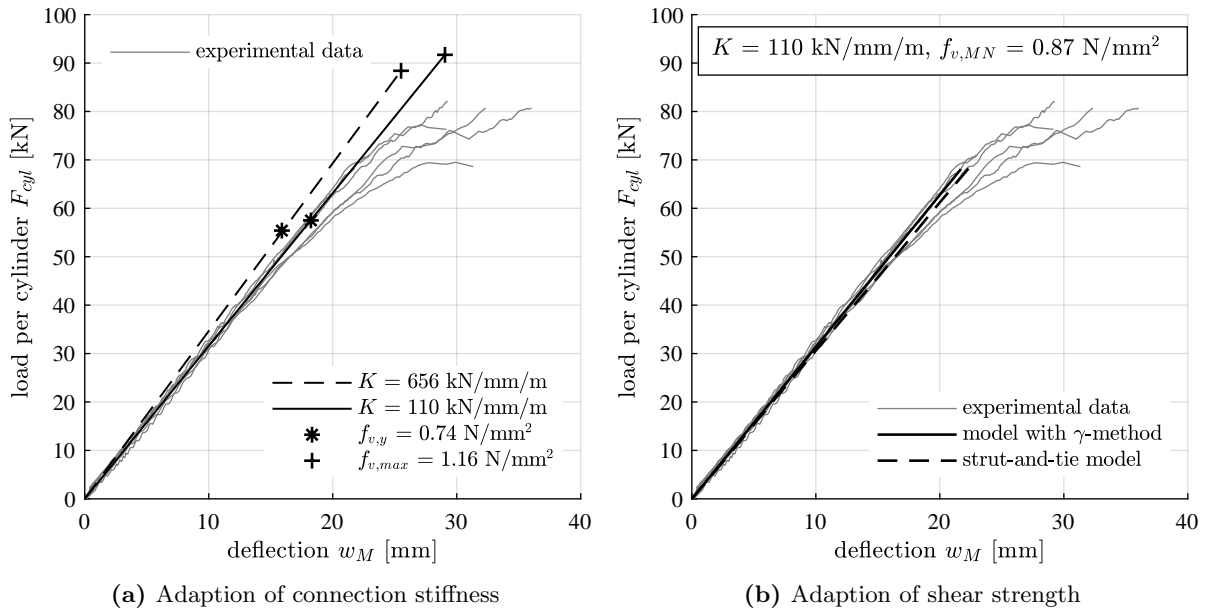 100
90
80
70
60
50
40
30
20
10
0
load per cylinder F_cyl [kN]
experimental data
K = 656 kN/mm/m
K = 110 kN/mm/m
f_v,y = 0.74 N/mm²
f_v,max = 1.16 N/mm²
0 10 20 30 40
deflection w_M [mm]
(a) Adaption of connection stiffness
100
90
80
70
60
50
40
30
20
10
0
load per cylinder F_cyl [kN]
K = 110 kN/mm/m, f_v,MN = 0.87 N/mm²
experimental data
model with γ-method
strut-and-tie model
0 10 20 30 40
deflection w_M [mm]
(b) Adaption of shear strength